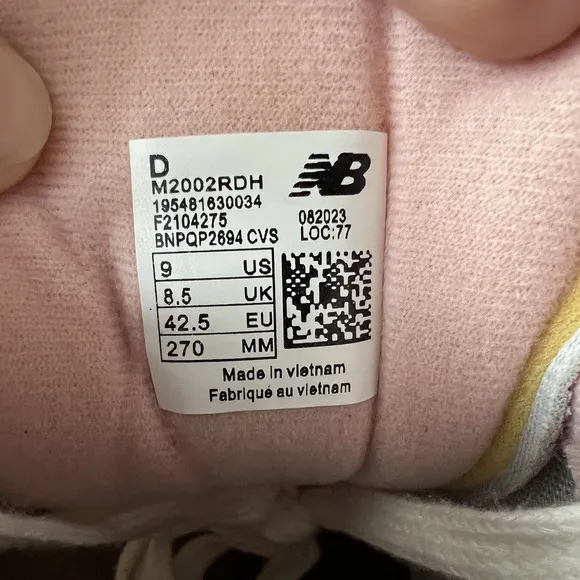 D
M2002RDH
NB
195481630034
F2104275
082023
BNPQP2694 CVS
LOC:77
9 US
8.5 UK
42.5 EU
270 MM
Made in vietnam
Fabriqué au vietnam